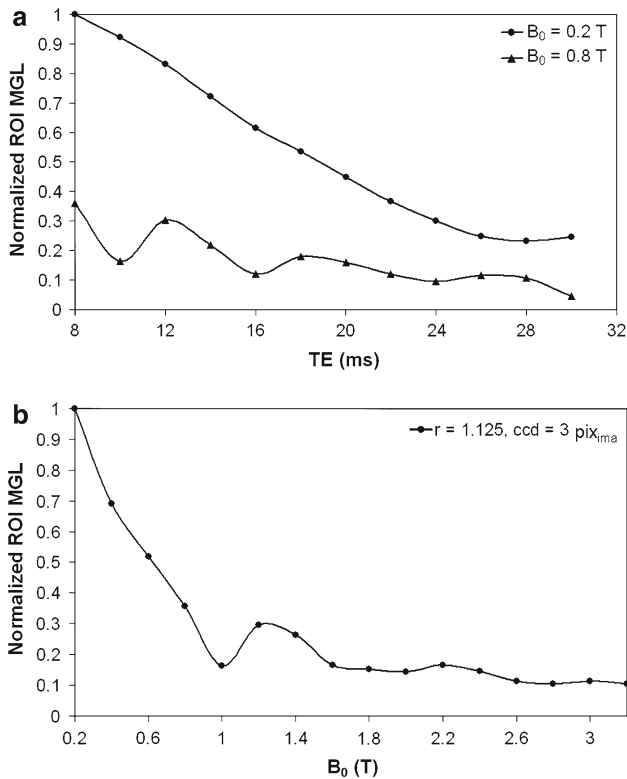 a
B₀ = 0.2 T
B₀ = 0.8 T
Normalized ROI MGL
1
0.9
0.8
0.7
0.6
0.5
0.4
0.3
0.2
0.1
0
8 12 16 20 24 28 32
TE (ms)
b
r = 1.125, ccd = 3 pixima
Normalized ROI MGL
1
0.9
0.8
0.7
0.6
0.5
0.4
0.3
0.2
0.1
0
0.2 0.6 1 1.4 1.8 2.2 2.6 3
B₀ (T)